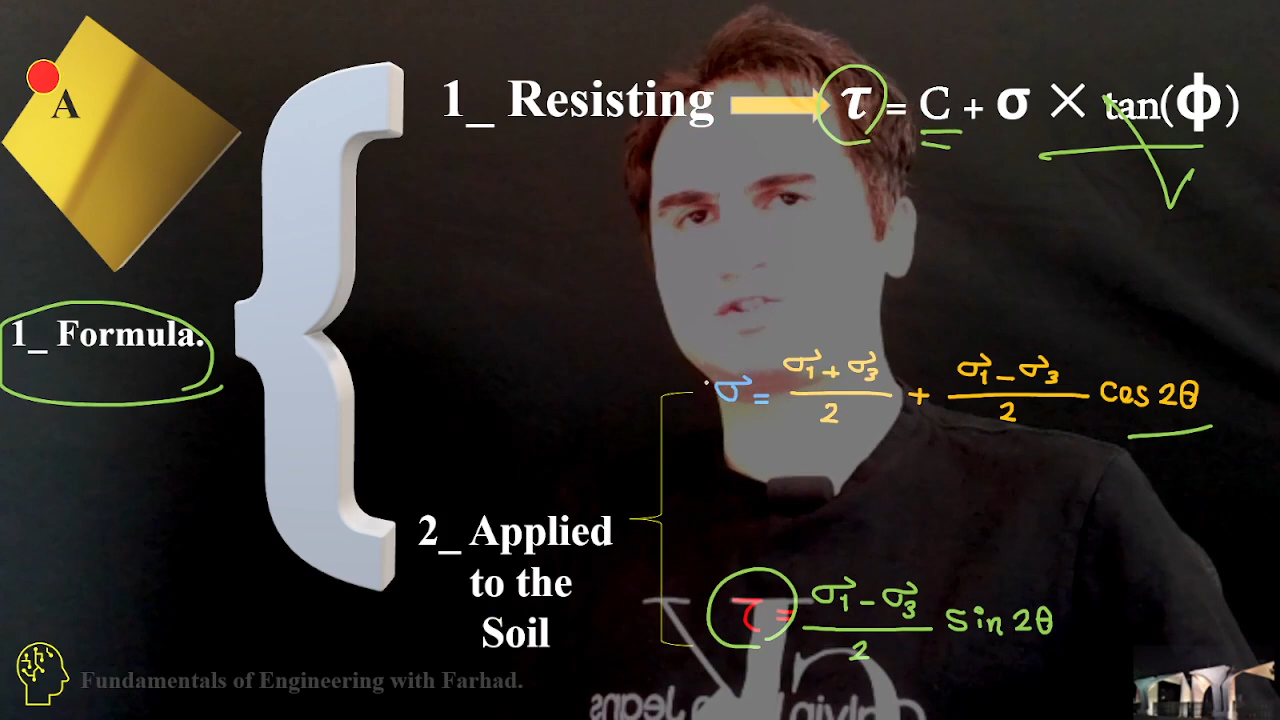 A
1_ Resisting τ = C + σ × tan(ϕ)
1_ Formula.
σ = σ1 + σ3 / 2 + σ1 - σ3 / 2 cos 2θ
2_ Applied
to the
Soil
τ = σ1 - σ3 / 2 sin 2θ
Fundamentals of Engineering with Farhad.
Jeans